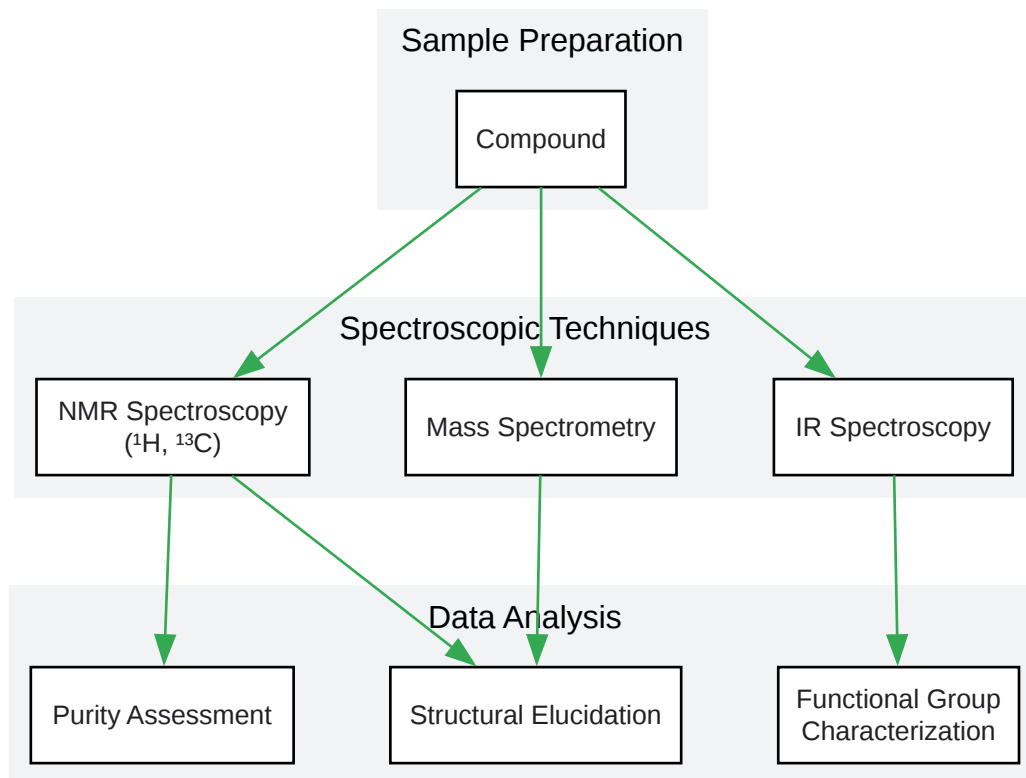 Sample Preparation
Compound
Spectroscopic Techniques
NMR Spectroscopy
(¹H, ¹³C)
Mass Spectrometry
IR Spectroscopy
Data Analysis
Purity Assessment
Structural Elucidation
Functional Group
Characterization